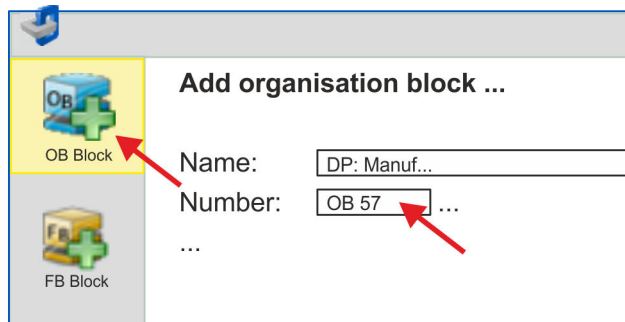 Add organisation block ...
OB
OB Block
Name: DP: Manuf...
Number: OB 57 ...
...
FB
FB Block